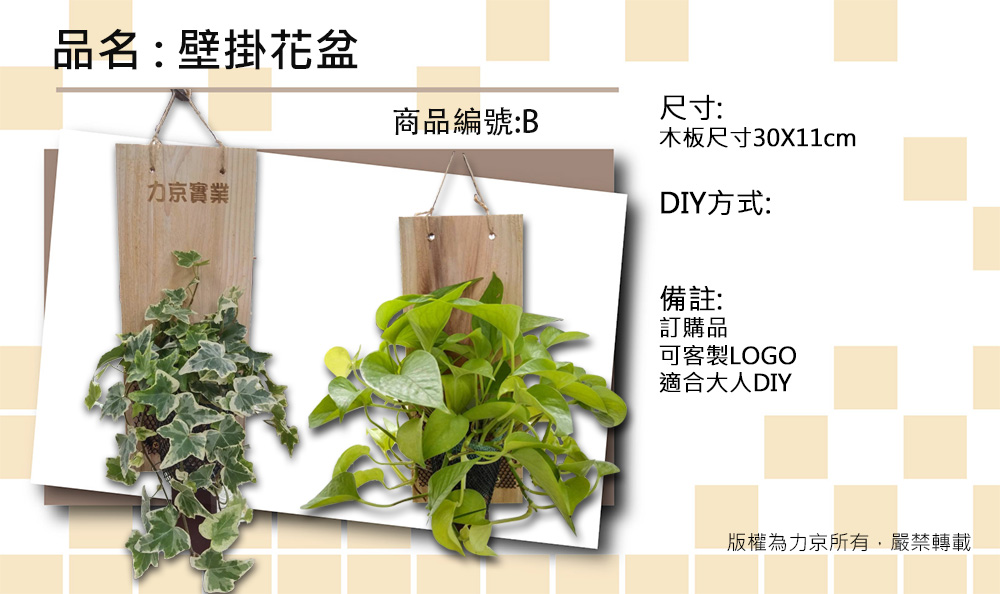 品名 : 壁掛花盆
商品編號:B
力京實業
尺寸:
木板尺寸30X11cm
DIY方式:
備註:
訂購品
可客製LOGO
適合大人DIY
版權為力京所有，嚴禁轉載